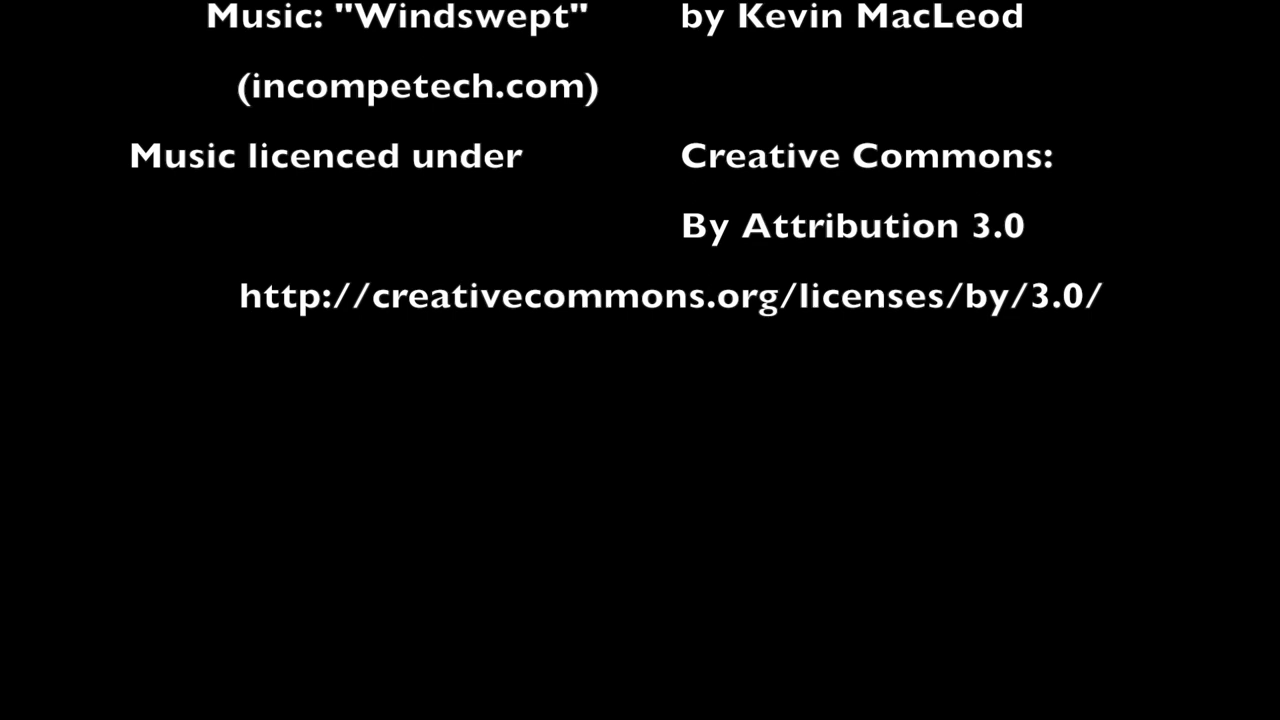 Music: "Windswept" by Kevin MacLeod
(incompetech.com)
Music licenced under Creative Commons:
By Attribution 3.0
http://creativecommons.org/licenses/by/3.0/